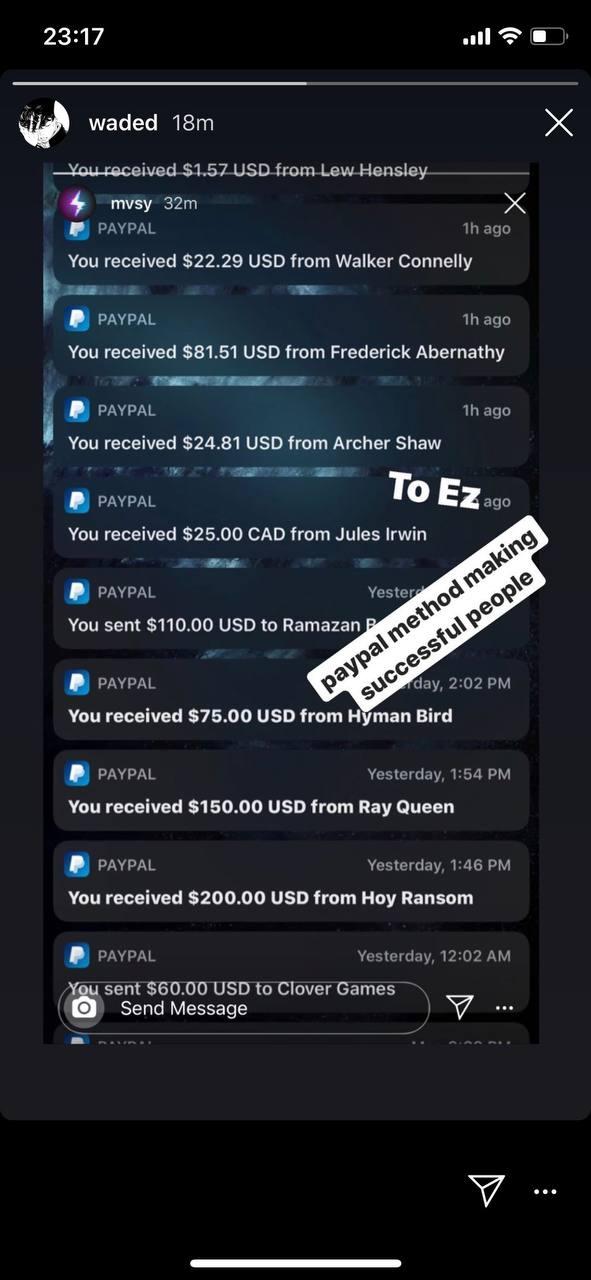 23:17
waded 18m
You received $1.57 USD from Lew Hensley
mvsy 32m
PAYPAL 1h ago
You received $22.29 USD from Walker Connelly
PAYPAL 1h ago
You received $81.51 USD from Frederick Abernathy
PAYPAL 1h ago
You received $24.81 USD from Archer Shaw
To Ez
PAYPAL ago
You received $25.00 CAD from Jules Irwin
paypal method making
successful people
PAYPAL
You sent $110.00 USD to Ramazan
PAYPAL 2:02 PM
You received $75.00 USD from Hyman Bird
PAYPAL Yesterday, 1:54 PM
You received $150.00 USD from Ray Queen
PAYPAL Yesterday, 1:46 PM
You received $200.00 USD from Hoy Ransom
PAYPAL Yesterday, 12:02 AM
You sent $60.00 USD to Clover Games
Send Message